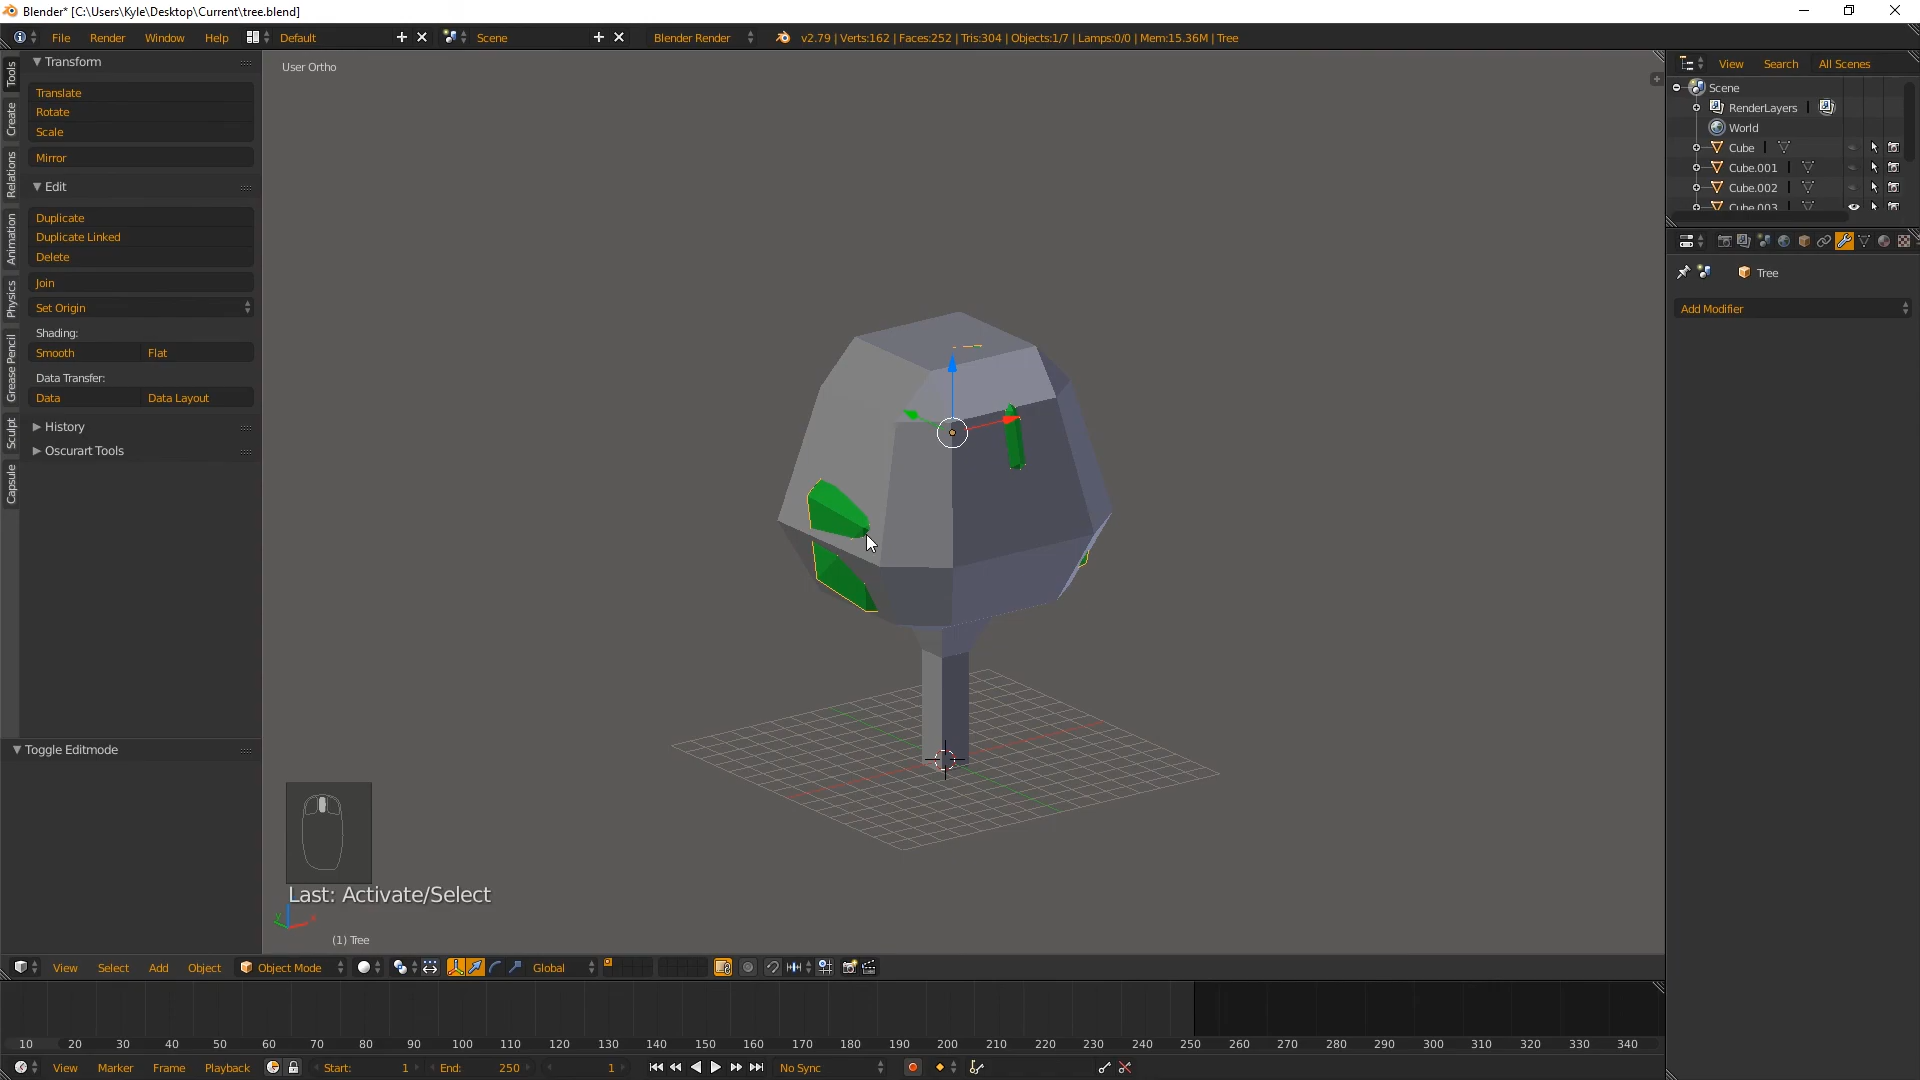 Blender* [C:\Users\Kyle\Desktop\Current\tree.blend]
File Render Window Help Default Scene Blender Render v2.79 | Verts:162 | Faces:252 | Tris:304 | Objects:1/7 | Lamps:0/0 | Mem:15.36M | Tree
Tools
Create
Relations
Animation
Physics
Grease Pencil
Sculpt
Capsule
Transform
Translate
Rotate
Scale
Mirror
Edit
Duplicate
Duplicate Linked
Delete
Join
Set Origin
Shading:
Smooth Flat
Data Transfer:
Data Data Layout
History
Oscurart Tools
Toggle Editmode
User Ortho
Last: Activate/Select
(1) Tree
View Search All Scenes
Scene
RenderLayers
World
Cube
Cube.001
Cube.002
Cube.003
Tree
Add Modifier
View Select Add Object Object Mode Global
10 20 30 40 50 60 70 80 90 100 110 120 130 140 150 160 170 180 190 200 210 220 230 240 250 260 270 280 290 300 310 320 330 340
View Marker Frame Playback Start: 1 End: 250 1 No Sync